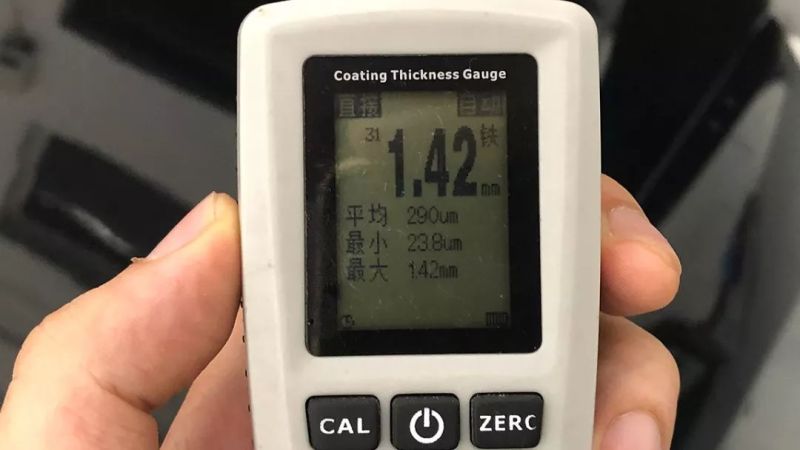 Coating Thickness Gauge
直接 自动
31 1.42 mm 铁
平均 290um
最小 23.8um
最大 1.42mm
CAL ZERC